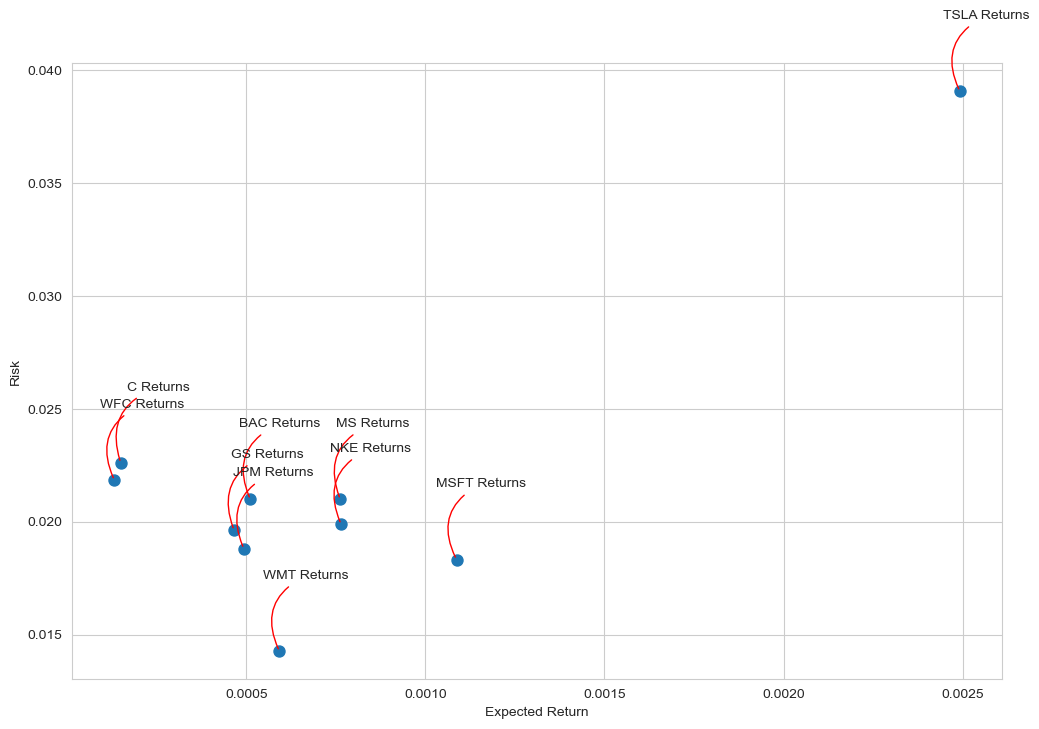 TSLA Returns
0.040
0.035
0.030
Risk
C Returns
WFC Returns
0.025
BAC Returns
MS Returns
NKE Returns
GS Returns
JPM Returns
MSFT Returns
0.020
WMT Returns
0.015
0.0005 0.0010 0.0015 0.0020 0.0025
Expected Return